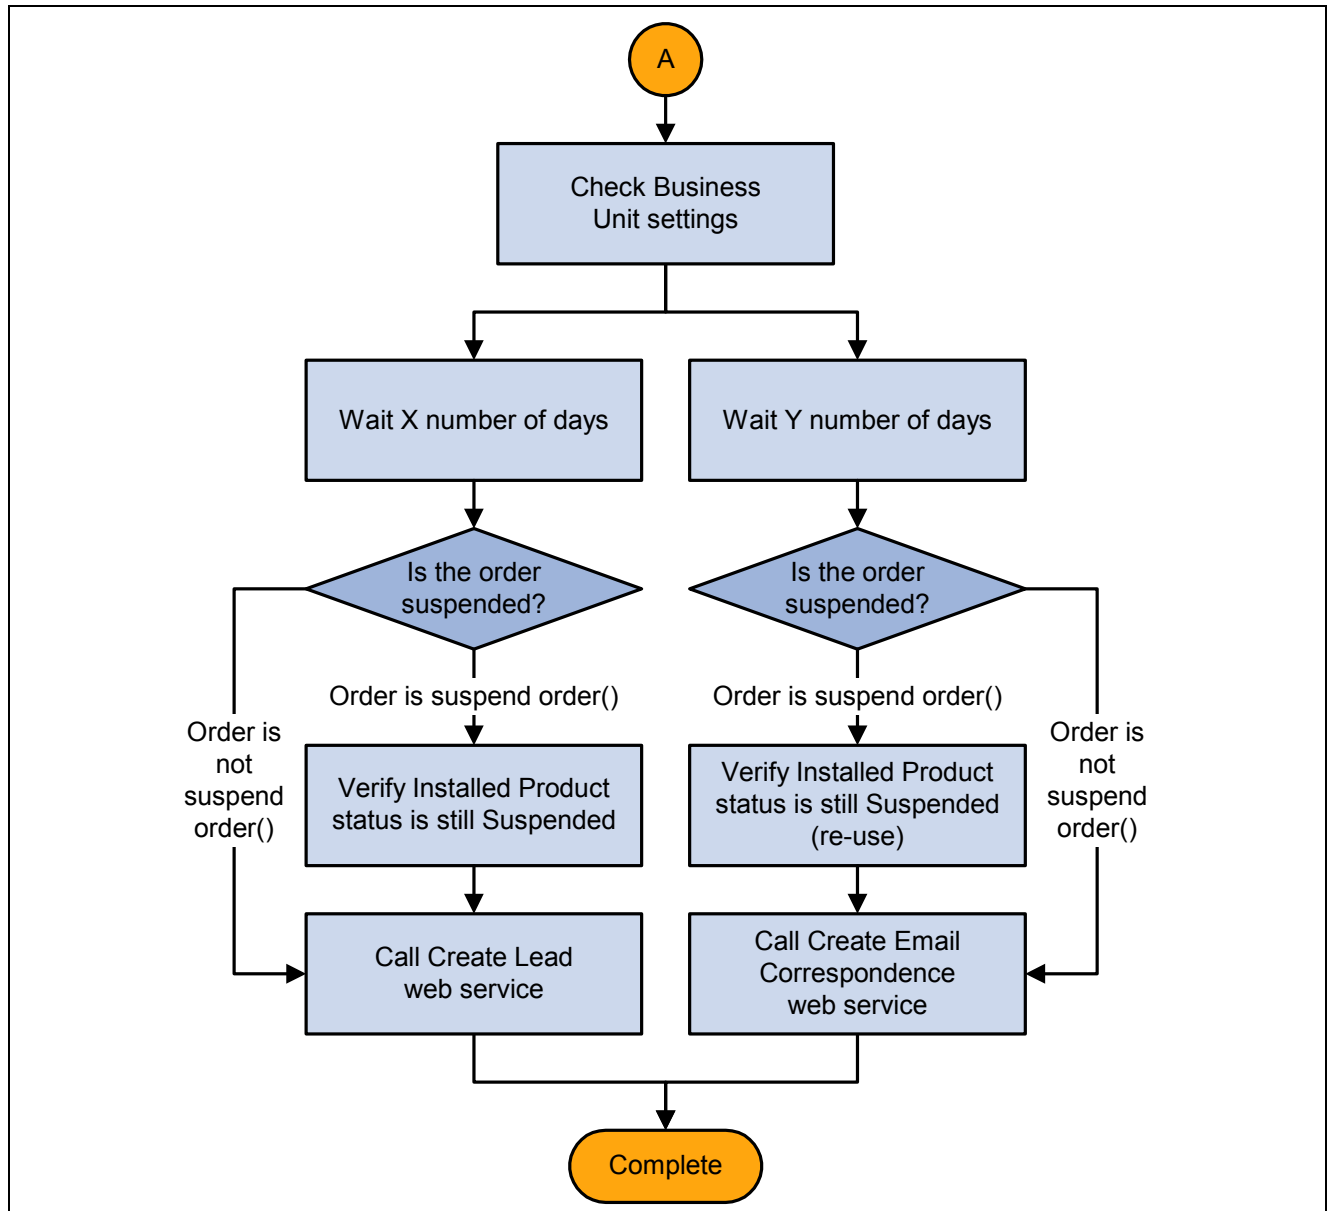 A
Check Business
Unit settings
Wait X number of days
Wait Y number of days
Is the order
suspended?
Is the order
suspended?
Order is suspend order()
Order is suspend order()
Order is
not
suspend
order()
Order is
not
suspend
order()
Verify Installed Product
status is still Suspended
Verify Installed Product
status is still Suspended
(re-use)
Call Create Lead
web service
Call Create Email
Correspondence
web service
Complete